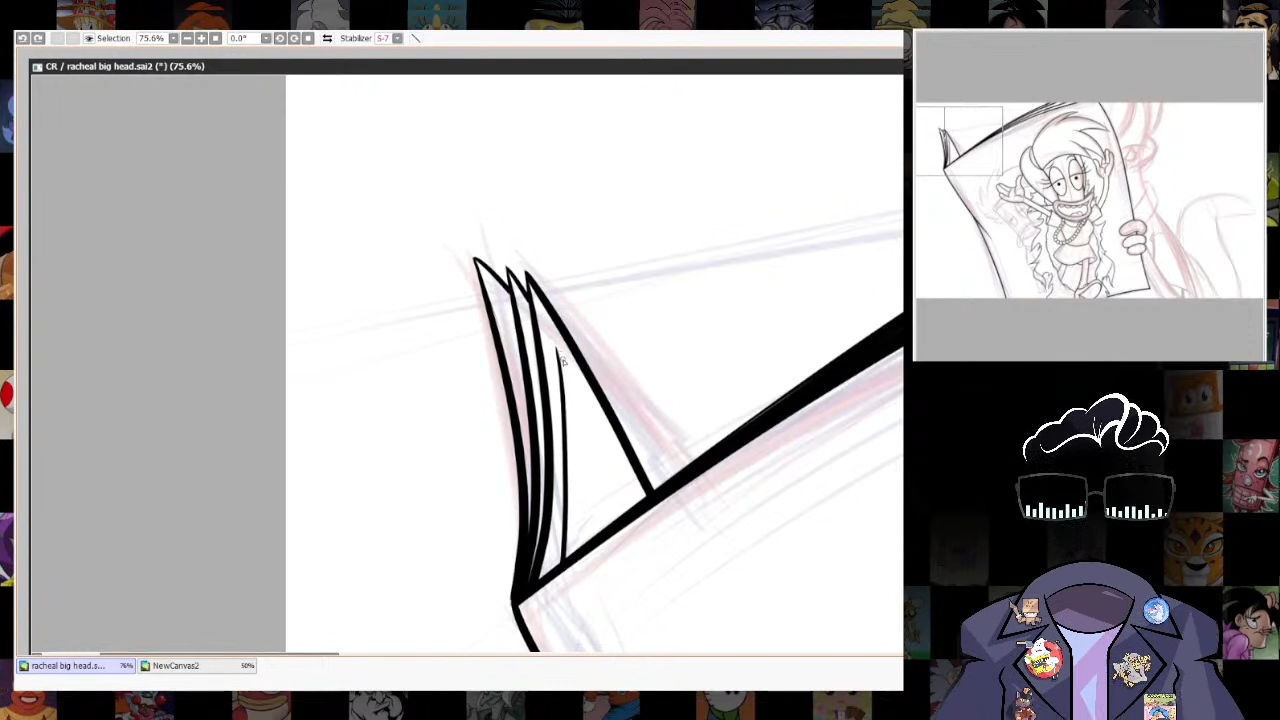 Selection 75.6% 0.0° Stabilizer S-7
CR / racheal big head.sai2 (*) (75.6%)
racheal big head.s... 76% NewCanvas2 50%